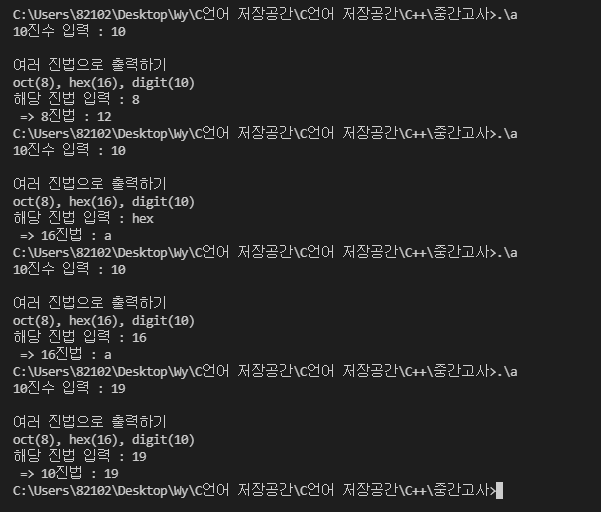 C:\Users\82102\Desktop\Wy\C언어 저장공간\C언어 저장공간\C++\중간고사>.\a
10진수 입력 : 10

여러 진법으로 출력하기
oct(8), hex(16), digit(10)
해당 진법 입력 : 8
 => 8진법 : 12
C:\Users\82102\Desktop\Wy\C언어 저장공간\C언어 저장공간\C++\중간고사>.\a
10진수 입력 : 10

여러 진법으로 출력하기
oct(8), hex(16), digit(10)
해당 진법 입력 : hex
 => 16진법 : a
C:\Users\82102\Desktop\Wy\C언어 저장공간\C언어 저장공간\C++\중간고사>.\a
10진수 입력 : 10

여러 진법으로 출력하기
oct(8), hex(16), digit(10)
해당 진법 입력 : 16
 => 16진법 : a
C:\Users\82102\Desktop\Wy\C언어 저장공간\C언어 저장공간\C++\중간고사>.\a
10진수 입력 : 19

여러 진법으로 출력하기
oct(8), hex(16), digit(10)
해당 진법 입력 : 19
 => 10진법 : 19
C:\Users\82102\Desktop\Wy\C언어 저장공간\C언어 저장공간\C++\중간고사>